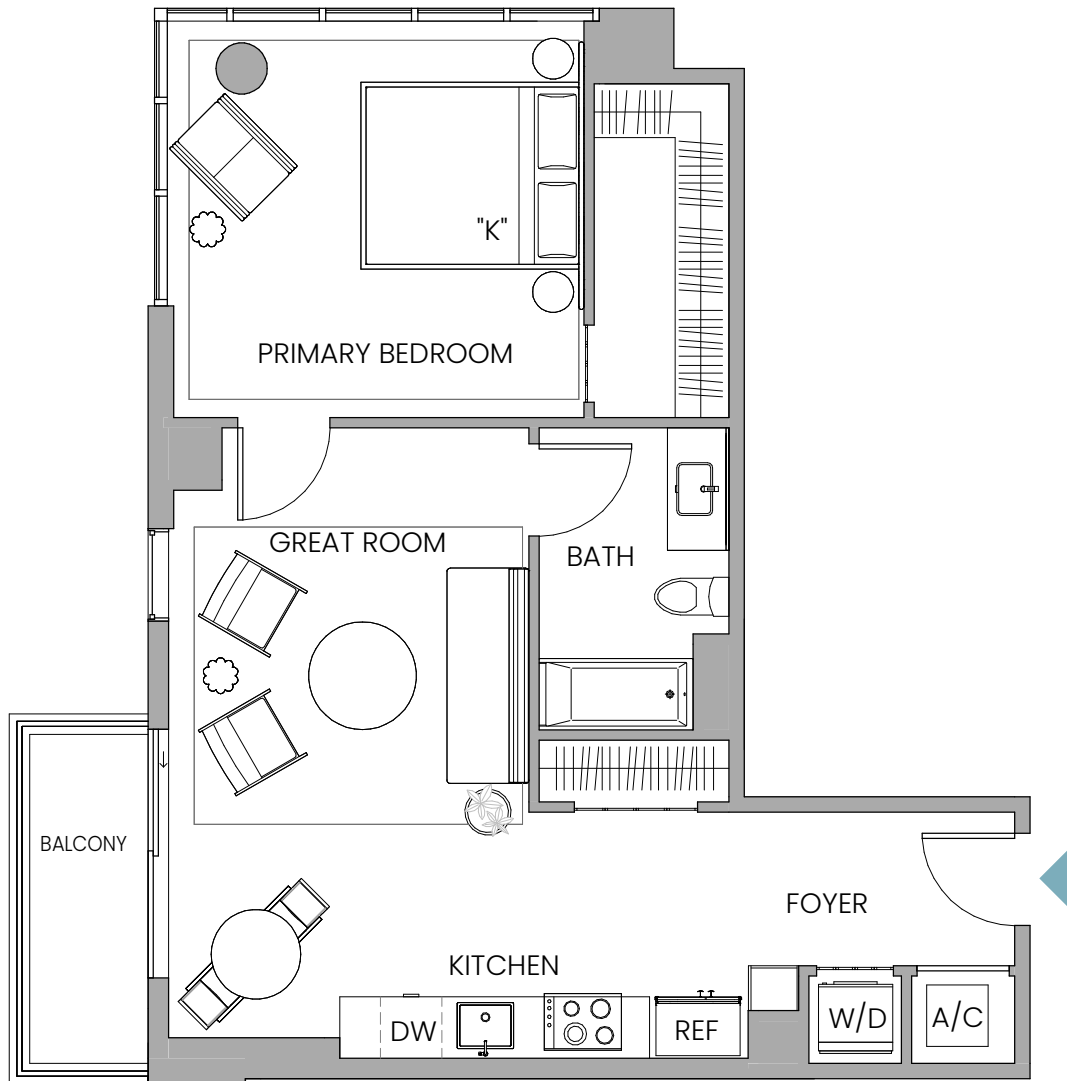 "K"
PRIMARY BEDROOM
GREAT ROOM
BATH
BALCONY
FOYER
KITCHEN
DW
REF
W/D
A/C